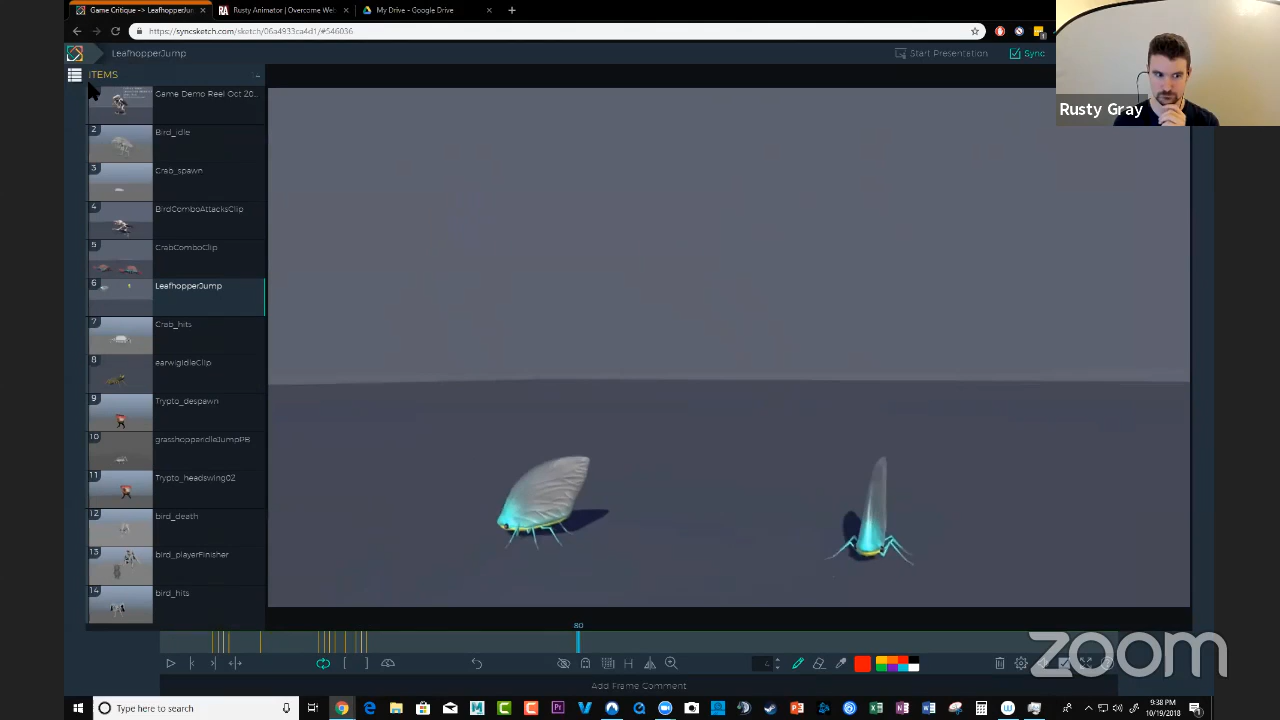 Game Critique -> LeafhopperJum
Rusty Animator | Overcome Web
My Drive - Google Drive
https://syncsketch.com/sketch/06a4933ca4d1/#546036
LeafhopperJump
Start Presentation
Sync
Rusty Gray
ITEMS
Game Demo Reel Oct 20...
2 Bird_idle
3 Crab_spawn
4 BirdComboAttacksClip
5 CrabComboClip
6 LeafhopperJump
7 Crab_hits
8 earwigIdleClip
9 Trypto_despawn
10 grasshopperIdleJumpPB
11 Trypto_headswing02
12 bird_death
13 bird_playerFinisher
14 bird_hits
80
4
zoom
Add Frame Comment
Type here to search
9:38 PM
10/19/2018